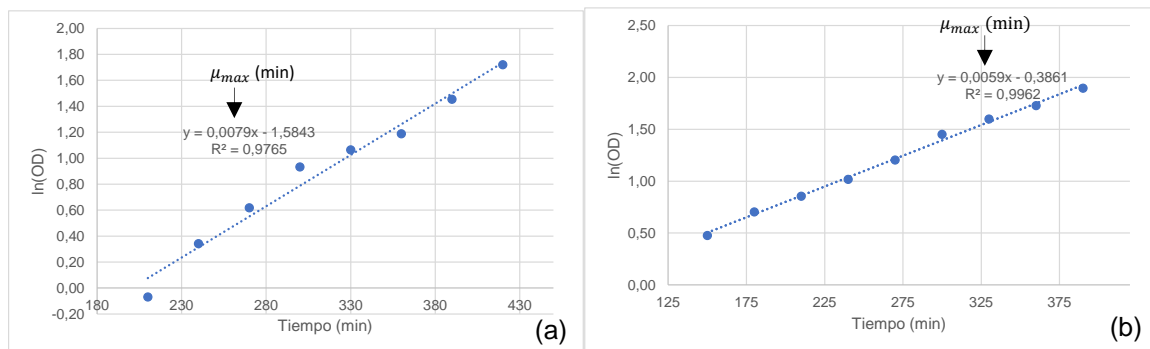 2,00
1,80
1,60
1,40
1,20
1,00
0,80
0,60
0,40
0,20
0,00
-0,20
ln(OD)
μmax (min)
y = 0,0079x - 1,5843
R² = 0,9765
180 230 280 330 380 430
Tiempo (min)
(a)
μmax (min)
2,50
2,00
1,50
1,00
0,50
0,00
ln(OD)
y = 0,0059x - 0,3861
R² = 0,9962
125 175 225 275 325 375
Tiempo (min)
(b)